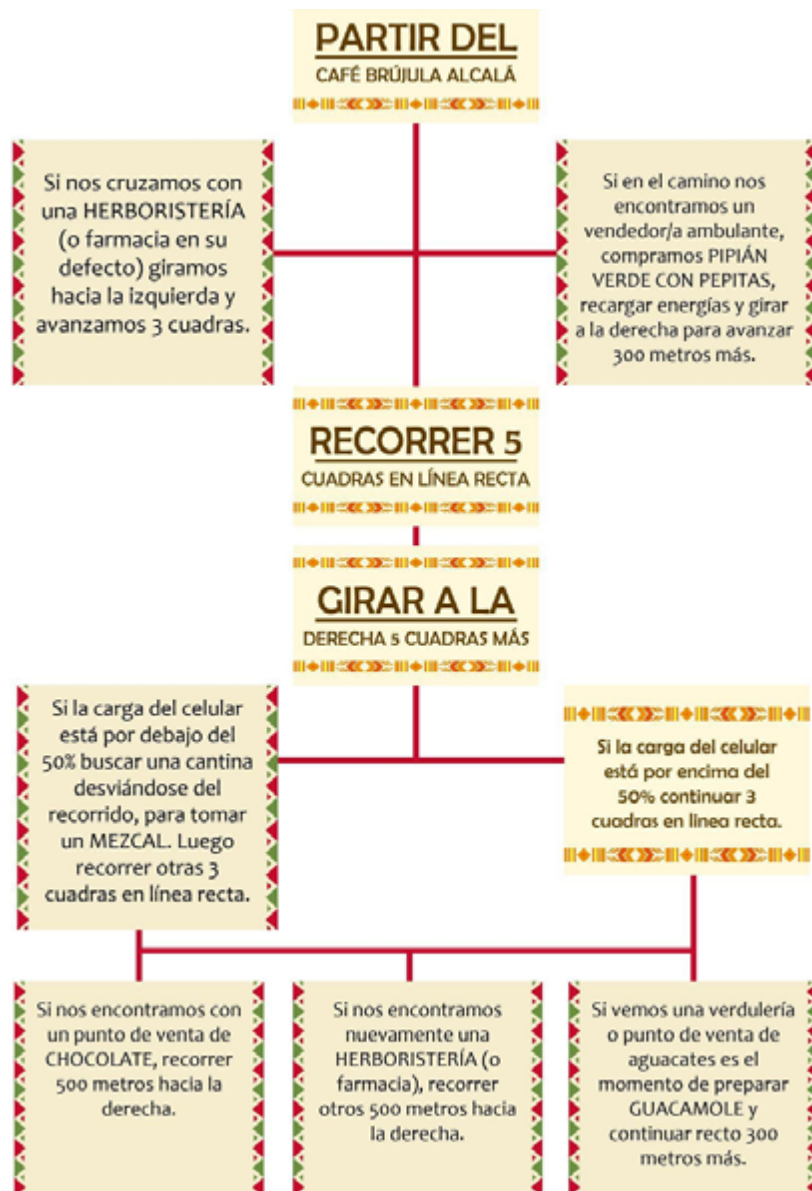 PARTIR DEL
CAFÉ BRÚJULA ALCALÁ
Si nos cruzamos con
una HERBORISTERÍA
(o farmacia en su
defecto) giramos
hacia la izquierda y
avanzamos 3 cuadras.
Si en el camino nos
encontramos un
vendedor/a ambulante,
compramos PIPIÁN
VERDE CON PEPITAS,
recargar energías y girar
a la derecha para avanzar
300 metros más.
RECORRER 5
CUADRAS EN LÍNEA RECTA
GIRAR A LA
DERECHA 5 CUADRAS MÁS
Si la carga del celular
está por debajo del
50% buscar una cantina
desviándose del
recorrido, para tomar
un MEZCAL. Luego
recorrer otras 3
cuadras en línea recta.
Si la carga del celular
está por encima del
50% continuar 3
cuadras en línea recta.
Si nos encontramos con
un punto de venta de
CHOCOLATE, recorrer
500 metros hacia la
derecha.
Si nos encontramos
nuevamente una
HERBORISTERÍA (o
farmacia), recorrer
otros 500 metros hacia
la derecha.
Si vemos una verdulería
o punto de venta de
aguacates es el
momento de preparar
GUACAMOLE y
continuar recto 300
metros más.